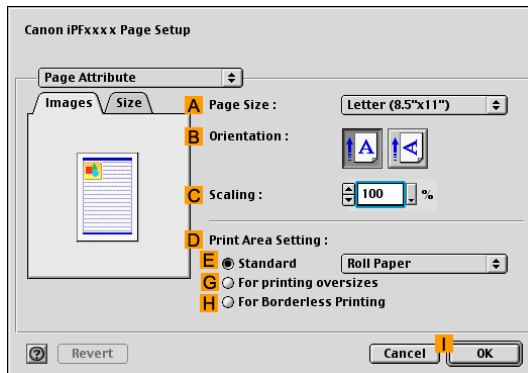 Canon iPFxxxx Page Setup
Page Attribute
Images Size
A Page Size : Letter (8.5"x11")
B Orientation :
A A
C Scaling : 100 %
D Print Area Setting :
E Standard Roll Paper
G For printing oversizes
H For Borderless Printing
I
? Revert Cancel OK